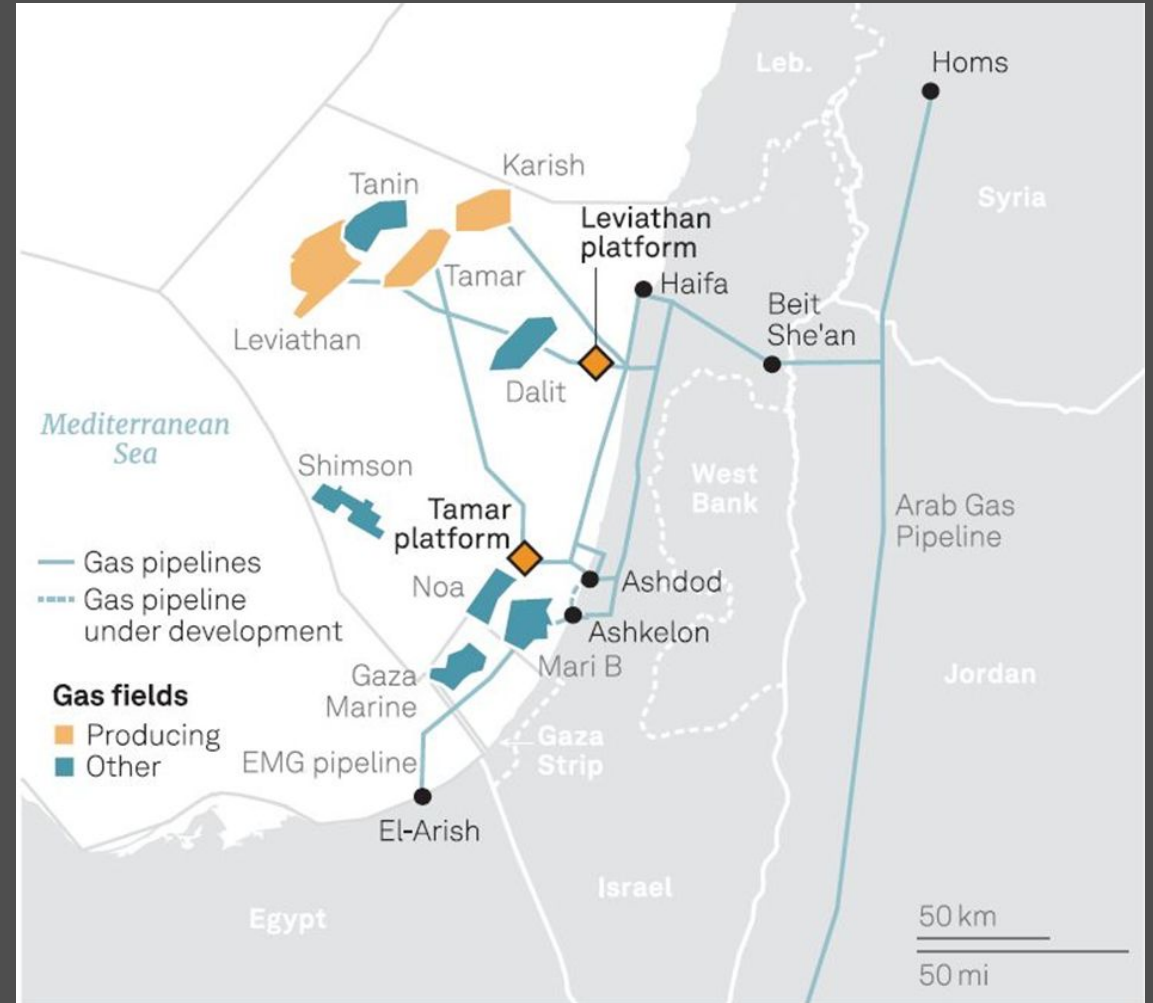 Leb.
Homs
Karish
Tanin
Syria
Leviathan
platform
Tamar
Haifa
Beit
She'an
Leviathan
Dalit
Mediterranean
Sea
Shimson
West
Bank
Tamar
platform
Arab Gas
Pipeline
Gas pipelines
Noa
Ashdod
Gas pipeline
under development
Ashkelon
Mari B
Gaza
Marine
Jordan
Gas fields
Producing
Other
Gaza
Strip
EMG pipeline
El-Arish
Israel
Egypt
50 km
50 mi